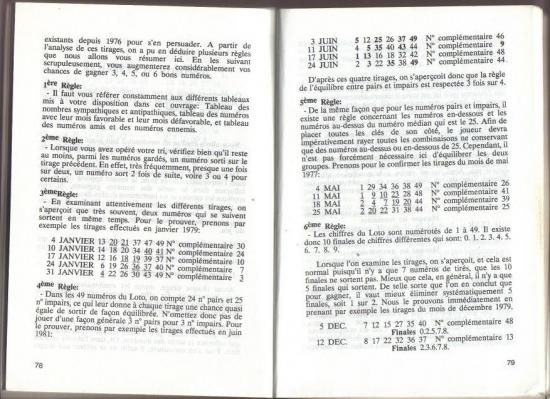 existants depuis 1976 pour s'en persuader. A partir de
l'analyse de ces tirages, on a pu en déduire plusieurs règles
que nous allons vous résumer ici. En les suivant
scrupuleusement, vous augmenterez considérablement vos
chances de gagner 3, 4, 5, ou 6 bons numéros.
1ère Règle:
- Il faut vous référer constamment aux différents tableaux
mis à votre disposition dans cet ouvrage: Tableau des
nombres sympathiques et antipathiques, tableau des numéros
avec leur mois favorable et leur mois défavorable, et tableau
des numéros amis et des numéros ennemis.
2ème Règle:
- Lorsque vous avez opéré votre tri, vérifiez bien qu'il reste
au moins, parmi les numéros gardés, un numéro sorti sur le
tirage précédent. En effet, très fréquemment, presque une fois
sur deux, un numéro sort 2 fois de suite, voire 3 ou 4 pour
certains.
3ème Règle:
- En examinant attentivement les différents tirages, on
s'aperçoit que très souvent, deux numéros qui se suivent
sortent en même temps. Pour le prouver, prenons par
exemple les tirages effectués en janvier 1979:
4 JANVIER 13 20 21 37 47 49 N° complémentaire 30
10 JANVIER 14 18 20 34 40 41 N° complémentaire 24
17 JANVIER 12 16 18 19 39 37 N° complémentaire 10
24 JANVIER 6 19 26 36 37 40 N° complémentaire 7
31 JANVIER 4 22 26 30 43 49 N° complémentaire 3
4ème Règle:
- Dans les 49 numéros du Loto, on compte 24 n° pairs et 25
n° impairs, ce qui leur donne à chaque tirage une chance quasi
égale de sortir de façon équilibrée. N'omettez donc pas de
jouer d'une façon générale 3 n° pairs pour 3 n° impairs. Pour
le prouver, prenons par exemple les tirages effectués en juin
1981:
78
3 JUIN 5 12 25 26 37 49 N° complémentaire 46
11 JUIN 4 5 35 40 43 44 N° complémentaire 9
17 JUIN 1 13 16 18 32 42 N° complémentaire 48
24 JUIN 2 3 22 35 38 49 N° complémentaire 44
D'après ces quatre tirages, on s'aperçoit donc que la règle
de l'équilibre entre pairs et impairs est respectée 3 fois sur 4.
5ème Règle:
- De la même façon que pour les numéros pairs et impairs, il
existe une règle concernant les numéros en-dessous et les
numéros au-dessus du numéro médian qui est le 25. Afin de
placer toutes les clés de son côté, le joueur devra
impérativement rayer toutes les combinaisons ne conservant
que des numéros au-dessus ou en-dessous de 25. Cependant, il
n'est pas forcément nécessaire ici d'équilibrer les deux
groupes. Prenons pour le confirmer les tirages du mois de mai
1977:
4 MAI 1 29 34 36 38 49 N° complémentaire 26
11 MAI 1 9 10 22 28 48 N° complémentaire 41
18 MAI 2 4 7 19 20 44 N° complémentaire 39
25 MAI 2 20 22 31 38 44 N° complémentaire 25
6ème Règle:
- Les chiffres du Loto sont numérotés de 1 à 49. Il existe
donc 10 finales de chiffres différentes qui sont: 0. 1. 2. 3. 4. 5.
6. 7. 8. 9.
Lorsque l'on examine les tirages, on s'aperçoit, et cela est
normal puisqu'il n'y a que 7 numéros de tirés, que les 10
finales ne sortent pas. Mieux que cela, en général, il n'y a que
5 finales qui sortent. De telle sorte que l'on en conclut que
pour gagner, il vaut mieux éliminer systématiquement 5
finales, soit 1 sur 2. Nous le prouvons immédiatement en
prenant par exemple les tirages du mois de décembre 1979.
5 DEC. 7 12 15 27 35 40 N° complémentaire 48
Finales 0.2.5.7.8.
12 DEC. 8 17 22 32 36 37 N° complémentaire 13
Finales 2.3.6.7.8.
79